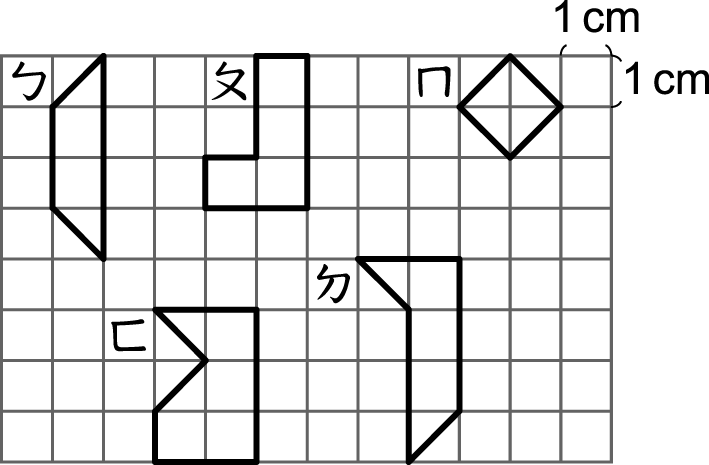 1 cm
ㄅ
ㄆ
ㄇ
1 cm
ㄉ
ㄈ